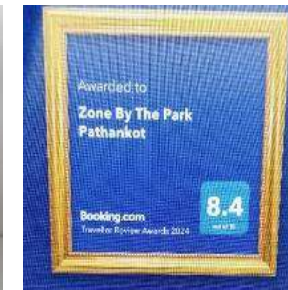 Awarded to
Zone By The Park
Pathankot
8.4
Booking.com
Traveller Review Awards 2024